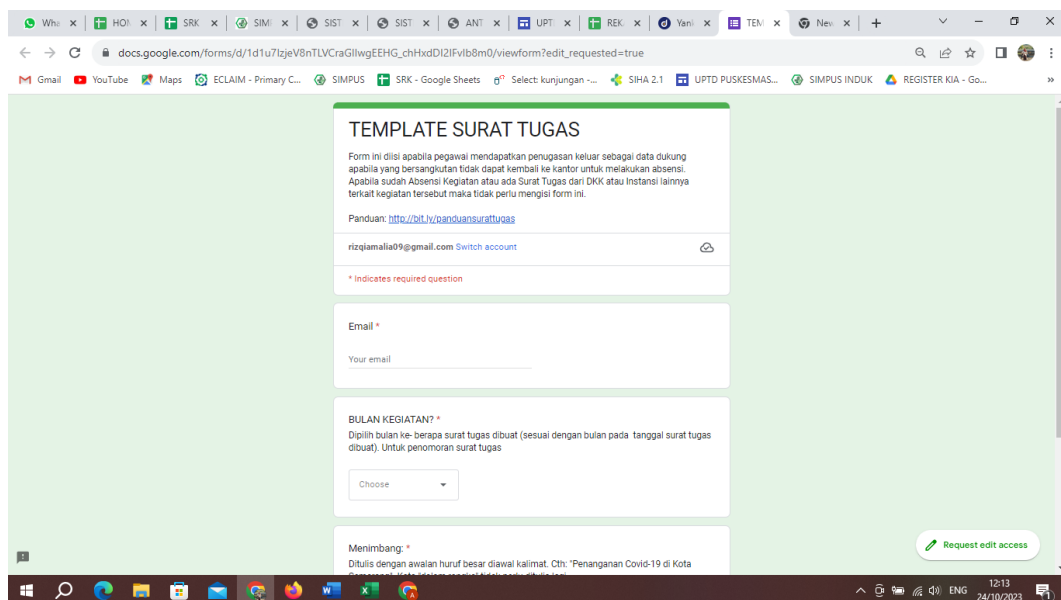 Wha
HON
SRK
SIMI
SIST
SIST
ANT
UPT
REK
Yani
TEM
New
docs.google.com/forms/d/1d1u7IzjeV8nTLVCraGIlwgEEHG_chHxdDI2IFvIb8m0/viewform?edit_requested=true
Gmail
YouTube
Maps
ECLAIM - Primary C...
SIMPUS
SRK - Google Sheets
Select: kunjungan -...
SIHA 2.1
UPTD PUSKESMAS...
SIMPUS INDUK
REGISTER KIA - Go...
TEMPLATE SURAT TUGAS
Form ini diisi apabila pegawai mendapatkan penugasan keluar sebagai data dukung
apabila yang bersangkutan tidak dapat kembali ke kantor untuk melakukan absensi.
Apabila sudah Absensi Kegiatan atau ada Surat Tugas dari DKK atau Instansi lainnya
terkait kegiatan tersebut maka tidak perlu mengisi form ini.
Panduan: http://bit.ly/panduansurattugas
rizqiamalia09@gmail.com Switch account
* Indicates required question
Email *
Your email
BULAN KEGIATAN? *
Dipilih bulan ke- berapa surat tugas dibuat (sesuai dengan bulan pada tanggal surat tugas
dibuat). Untuk penomoran surat tugas
Choose
Menimbang: *
Ditulis dengan awalan huruf besar diawal kalimat. Cth: "Penanganan Covid-19 di Kota
Request edit access
ENG
12:13
24/10/2023